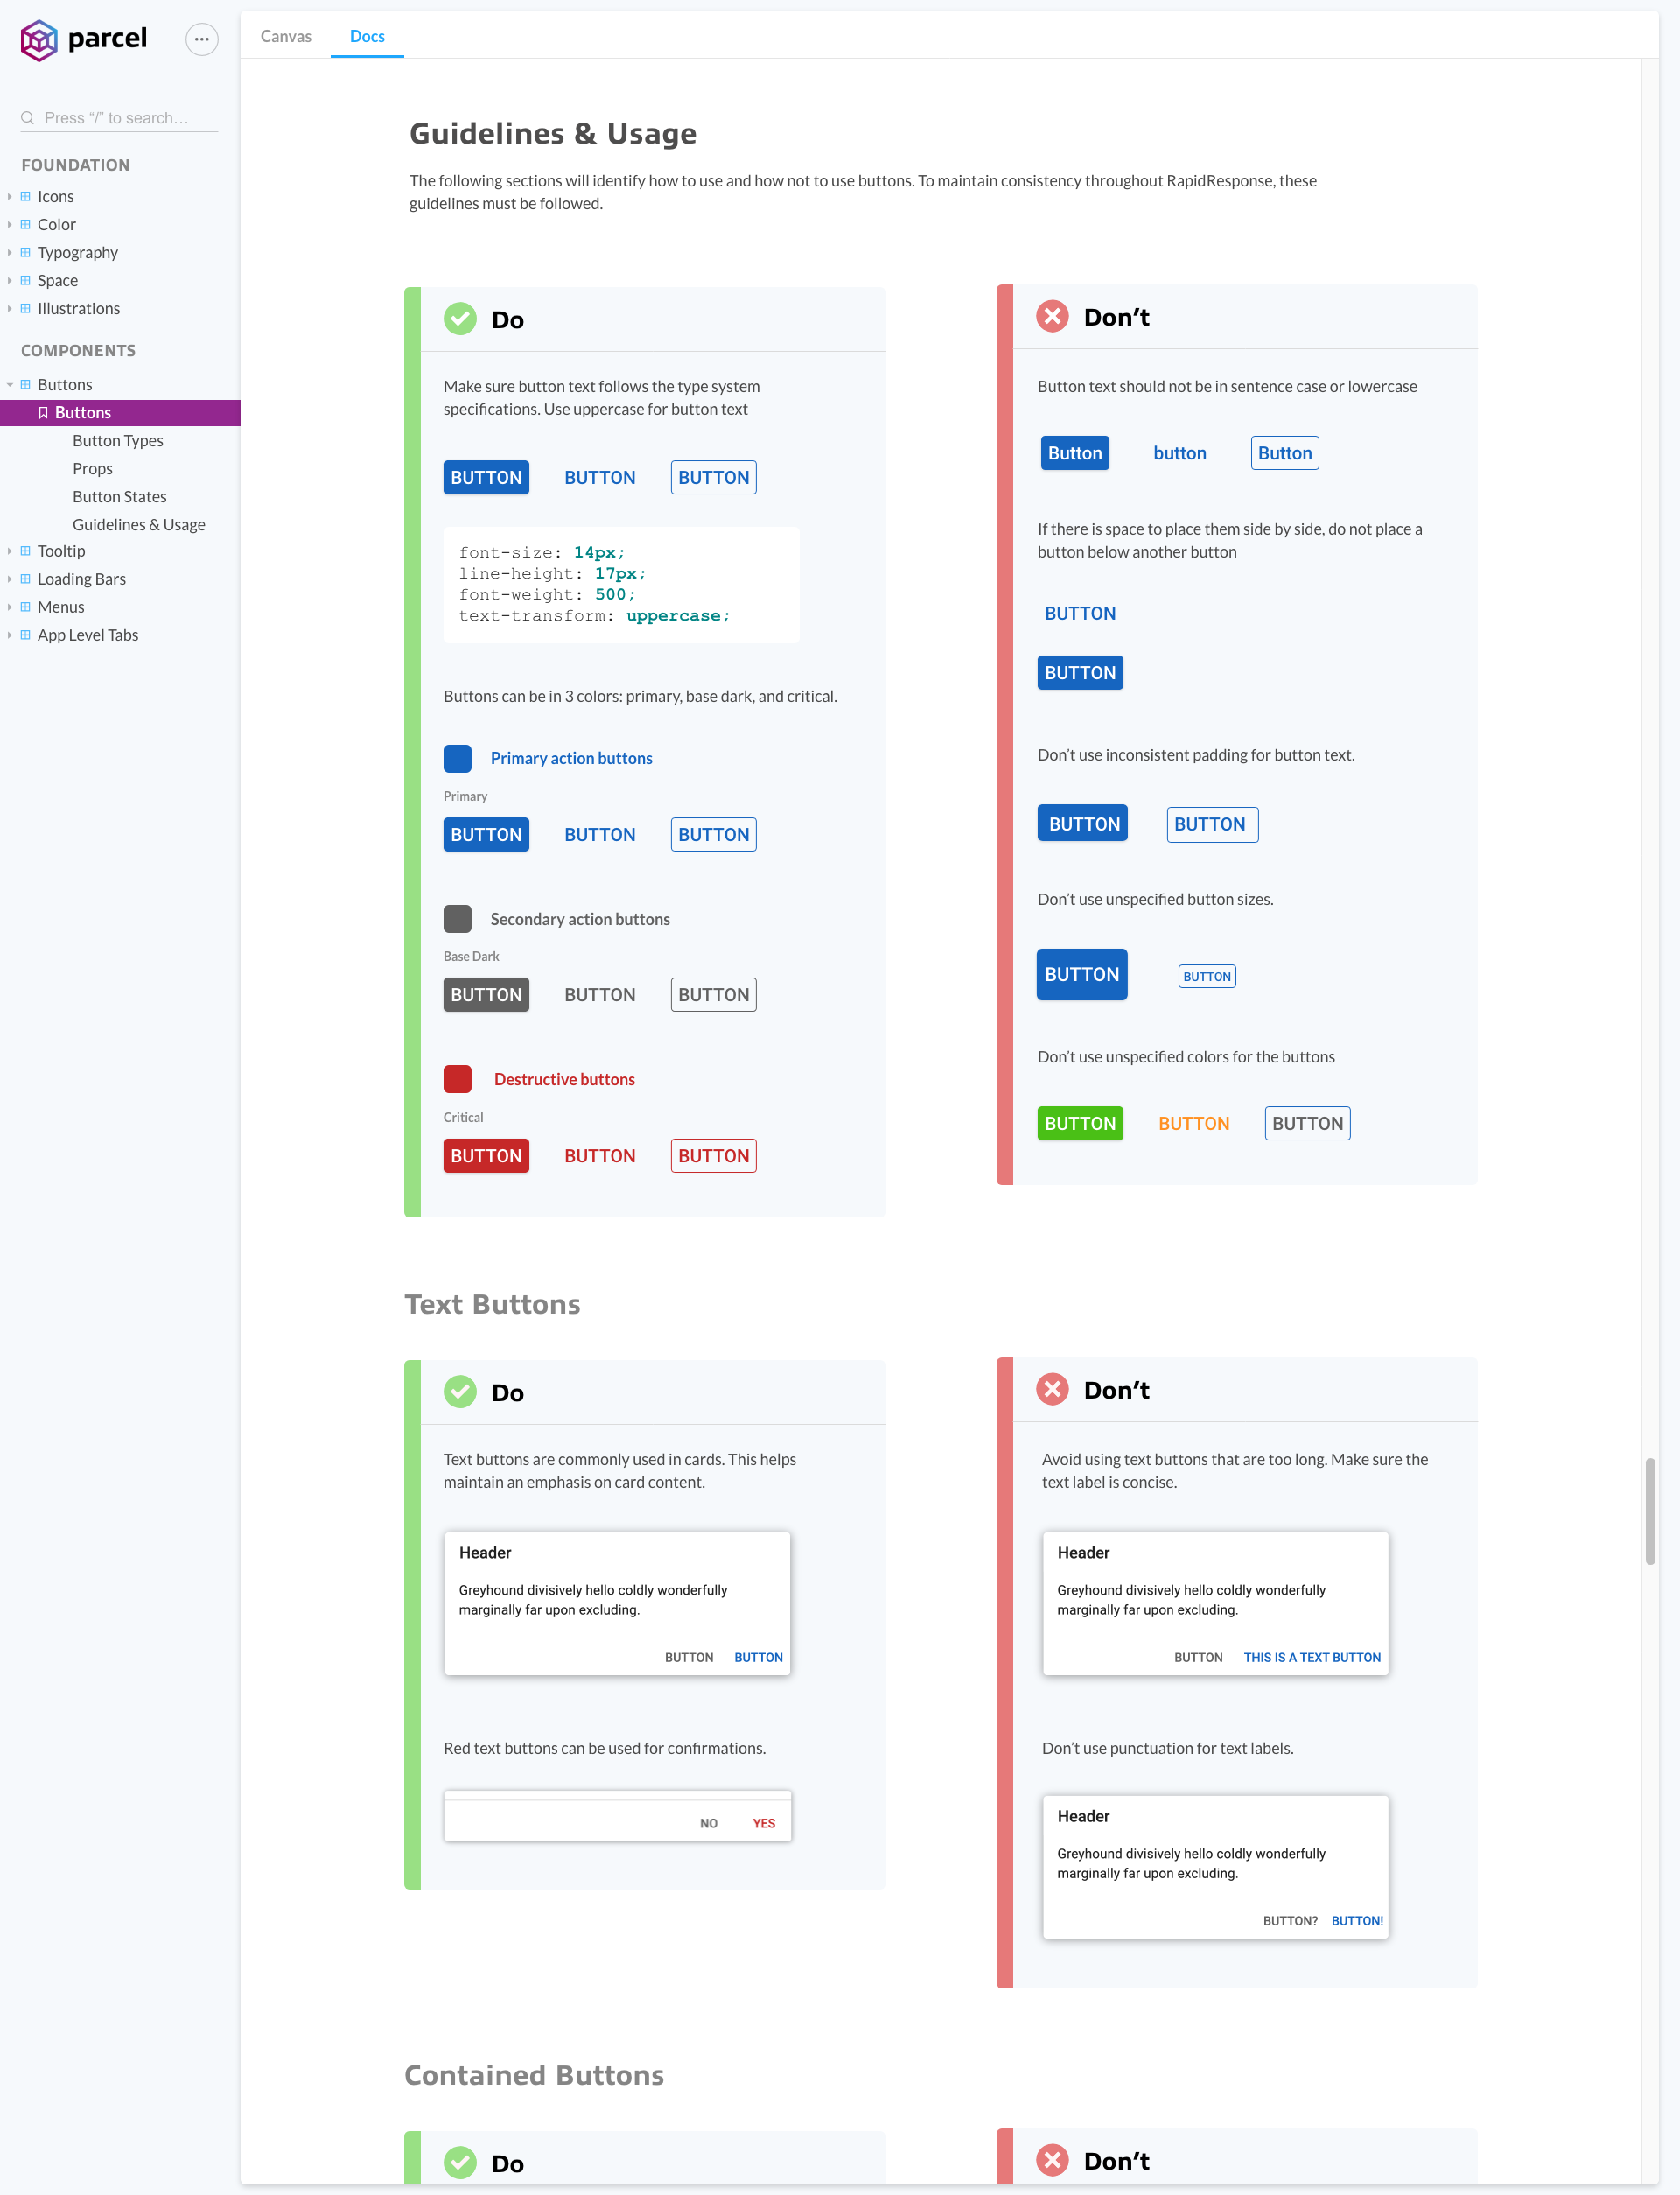 parcel
Canvas
Docs
Press “/” to search…
FOUNDATION
Icons
Color
Typography
Space
Illustrations
COMPONENTS
Buttons
Buttons
Button Types
Props
Button States
Guidelines & Usage
Tooltip
Loading Bars
Menus
App Level Tabs
Guidelines & Usage
The following sections will identify how to use and how not to use buttons. To maintain consistency throughout RapidResponse, these
guidelines must be followed.
Do
Make sure button text follows the type system
specifications. Use uppercase for button text
BUTTON BUTTON BUTTON
font-size: 14px;
line-height: 17px;
font-weight: 500;
text-transform: uppercase;
Buttons can be in 3 colors: primary, base dark, and critical.
Primary action buttons
Primary
BUTTON BUTTON BUTTON
Secondary action buttons
Base Dark
BUTTON BUTTON BUTTON
Destructive buttons
Critical
BUTTON BUTTON BUTTON
Don’t
Button text should not be in sentence case or lowercase
Button button Button
If there is space to place them side by side, do not place a
button below another button
BUTTON
BUTTON
Don’t use inconsistent padding for button text.
BUTTON BUTTON
Don’t use unspecified button sizes.
BUTTON BUTTON
Don’t use unspecified colors for the buttons
BUTTON BUTTON BUTTON
Text Buttons
Do
Text buttons are commonly used in cards. This helps
maintain an emphasis on card content.
Header
Greyhound divisively hello coldly wonderfully
marginally far upon excluding.
BUTTON BUTTON
Red text buttons can be used for confirmations.
NO YES
Don’t
Avoid using text buttons that are too long. Make sure the
text label is concise.
Header
Greyhound divisively hello coldly wonderfully
marginally far upon excluding.
BUTTON THIS IS A TEXT BUTTON
Don’t use punctuation for text labels.
Header
Greyhound divisively hello coldly wonderfully
marginally far upon excluding.
BUTTON? BUTTON!
Contained Buttons
Do
Don’t